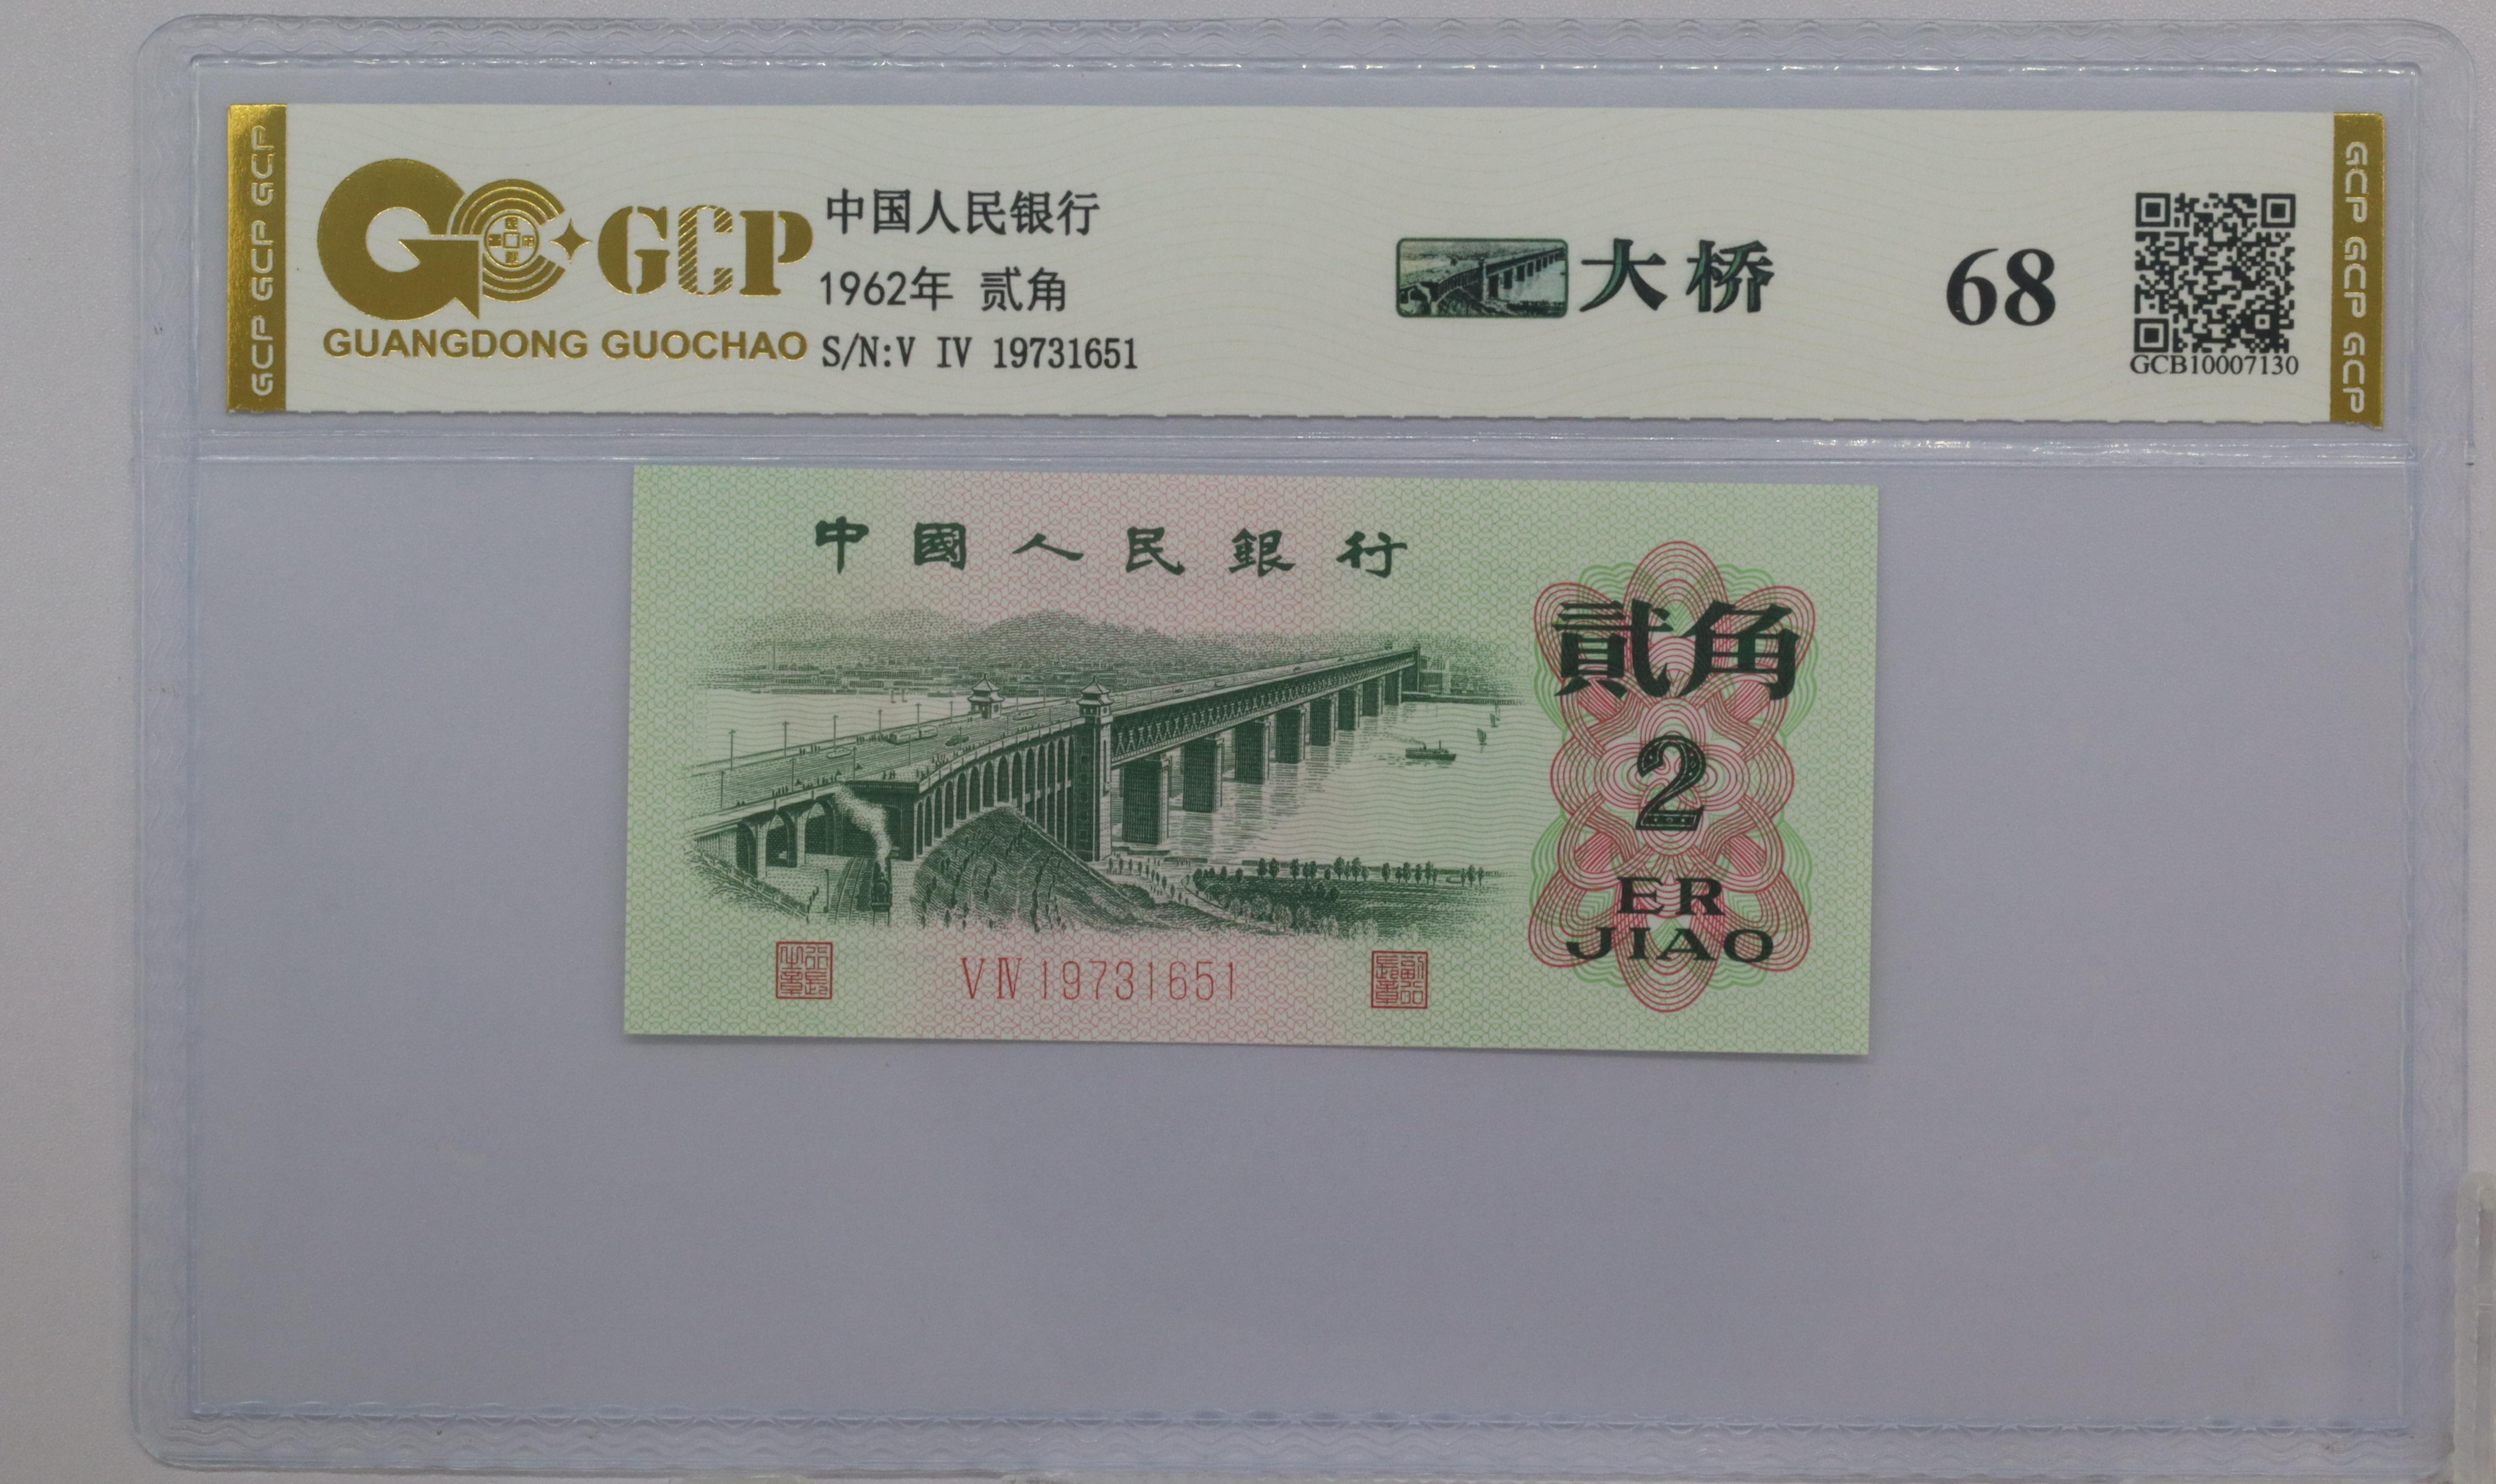 GCP GCP GCP
GCP
GUANGDONG GUOCHAO
中国人民银行
1962年 贰角
S/N:V IV 19731651
大桥
68
GCB10007130
GCP GCP GCP
中國人民銀行
貳角
2
ER
JIAO
V IV 19731651